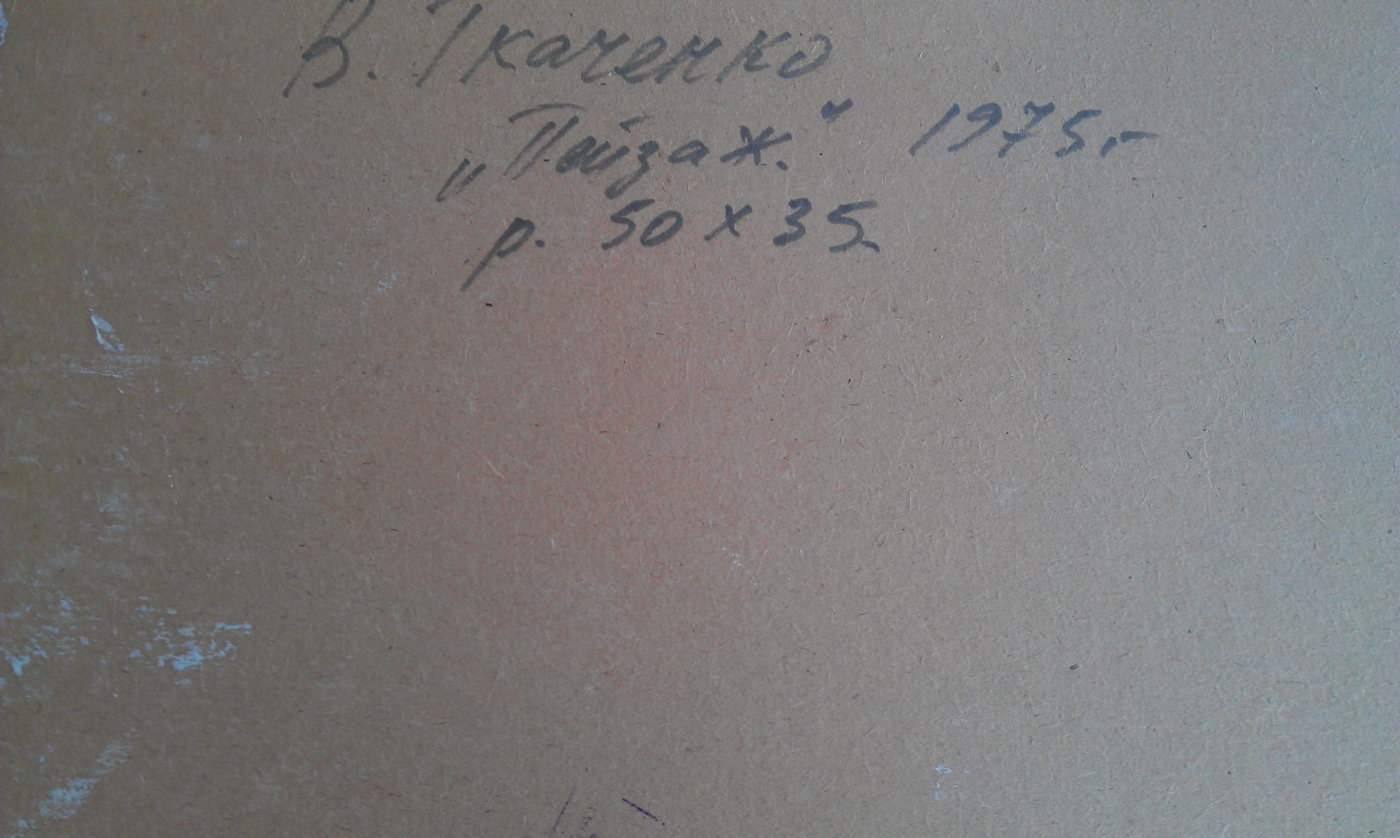 В. Ткаченко
„Пейзаж.“ 1975 г
р. 50 х 35.